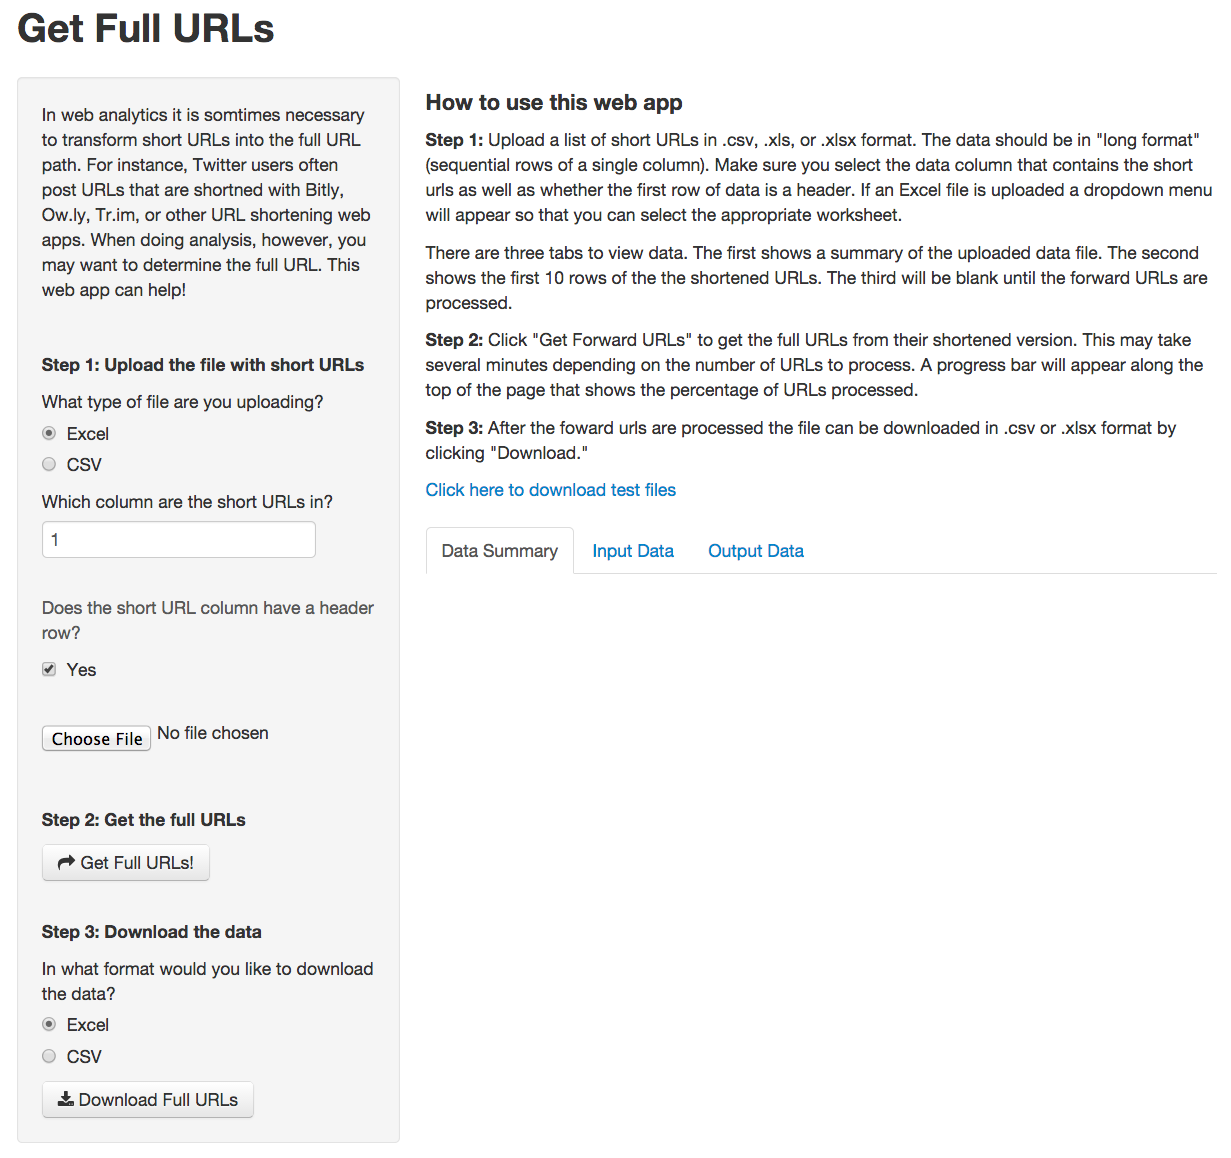 Get Full URLs
In web analytics it is somtimes necessary
to transform short URLs into the full URL
path. For instance, Twitter users often
post URLs that are shortned with Bitly,
Ow.ly, Tr.im, or other URL shortening web
apps. When doing analysis, however, you
may want to determine the full URL. This
web app can help!
Step 1: Upload the file with short URLs
What type of file are you uploading?
Excel
CSV
Which column are the short URLs in?
1
Does the short URL column have a header
row?
Yes
Choose File No file chosen
Step 2: Get the full URLs
Get Full URLs!
Step 3: Download the data
In what format would you like to download
the data?
Excel
CSV
Download Full URLs
How to use this web app
Step 1: Upload a list of short URLs in .csv, .xls, or .xlsx format. The data should be in "long format"
(sequential rows of a single column). Make sure you select the data column that contains the short
urls as well as whether the first row of data is a header. If an Excel file is uploaded a dropdown menu
will appear so that you can select the appropriate worksheet.
There are three tabs to view data. The first shows a summary of the uploaded data file. The second
shows the first 10 rows of the the shortened URLs. The third will be blank until the forward URLs are
processed.
Step 2: Click "Get Forward URLs" to get the full URLs from their shortened version. This may take
several minutes depending on the number of URLs to process. A progress bar will appear along the
top of the page that shows the percentage of URLs processed.
Step 3: After the foward urls are processed the file can be downloaded in .csv or .xlsx format by
clicking "Download."
Click here to download test files
Data Summary Input Data Output Data